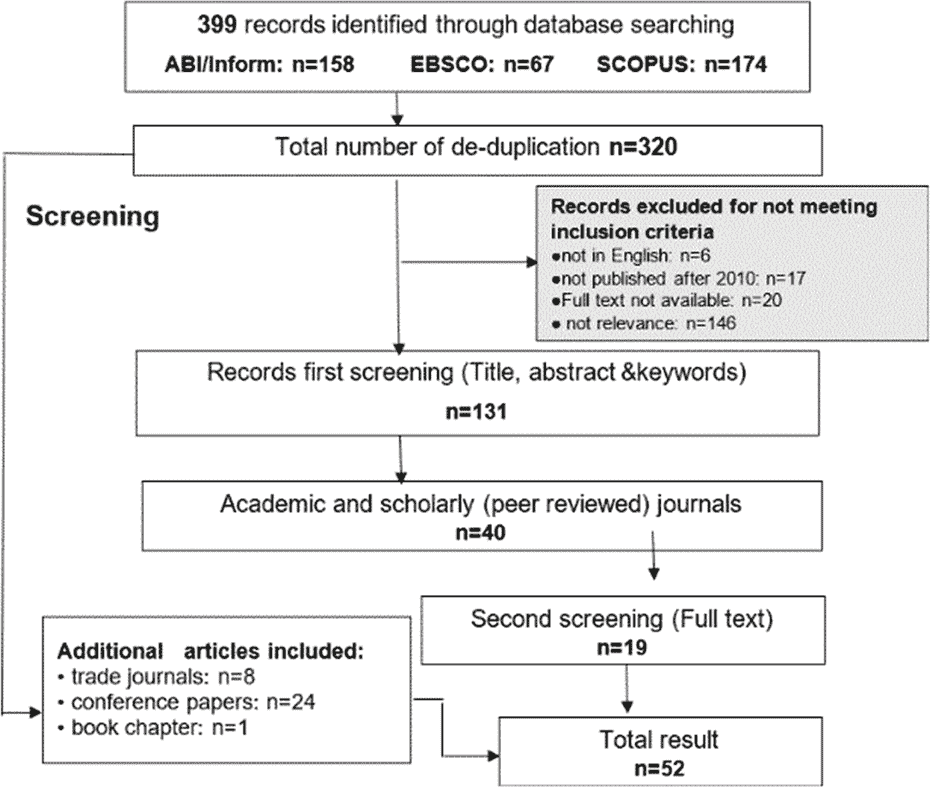 399 records identified through database searching
ABI/Inform: n=158 EBSCO: n=67 SCOPUS: n=174
Total number of de-duplication n=320
Screening
Records excluded for not meeting
inclusion criteria
●not in English: n=6
●not published after 2010: n=17
●Full text not available: n=20
● not relevance: n=146
Records first screening (Title, abstract &keywords)
n=131
Academic and scholarly (peer reviewed) journals
n=40
Second screening (Full text)
n=19
Additional articles included:
• trade journals: n=8
• conference papers: n=24
• book chapter: n=1
Total result
n=52